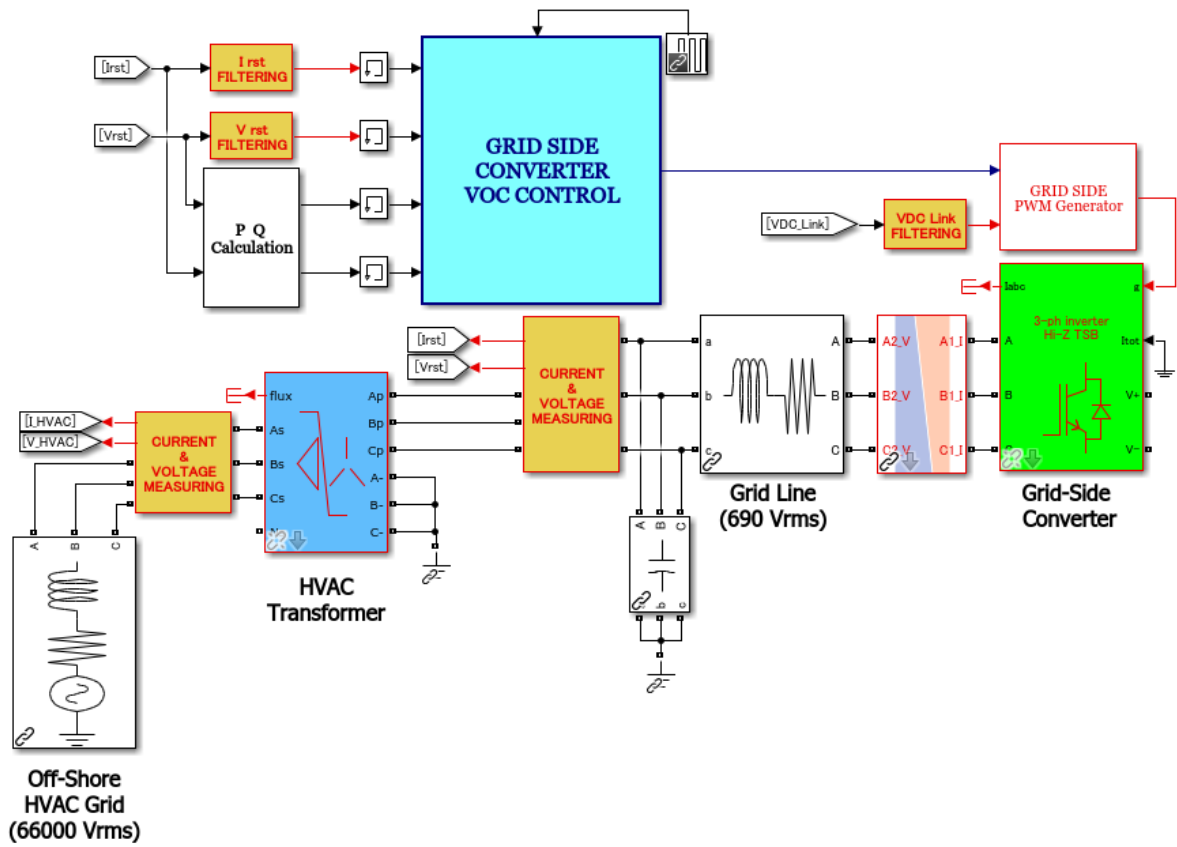 [Irst]
I rst
FILTERING
[Vrst]
V rst
FILTERING
P Q
Calculation
GRID SIDE
CONVERTER
VOC CONTROL
[VDC_Link]
VDC Link
FILTERING
GRID SIDE
PWM Generator
Iabc
g
3-ph inverter
Hi-Z TSB
Itot
A
B
V+
V-
Grid-Side
Converter
A2_V
A1_I
B2_V
B1_I
C2_V
C1_I
a
A
b
B
c
C
Grid Line
(690 Vrms)
[Irst]
[Vrst]
CURRENT
&
VOLTAGE
MEASURING
A
B
C
b
c
flux
Ap
As
Bp
Bs
Cp
A-
Cs
B-
C-
HVAC
Transformer
[I_HVAC]
[V_HVAC]
CURRENT
&
VOLTAGE
MEASURING
A
B
C
Off-Shore
HVAC Grid
(66000 Vrms)